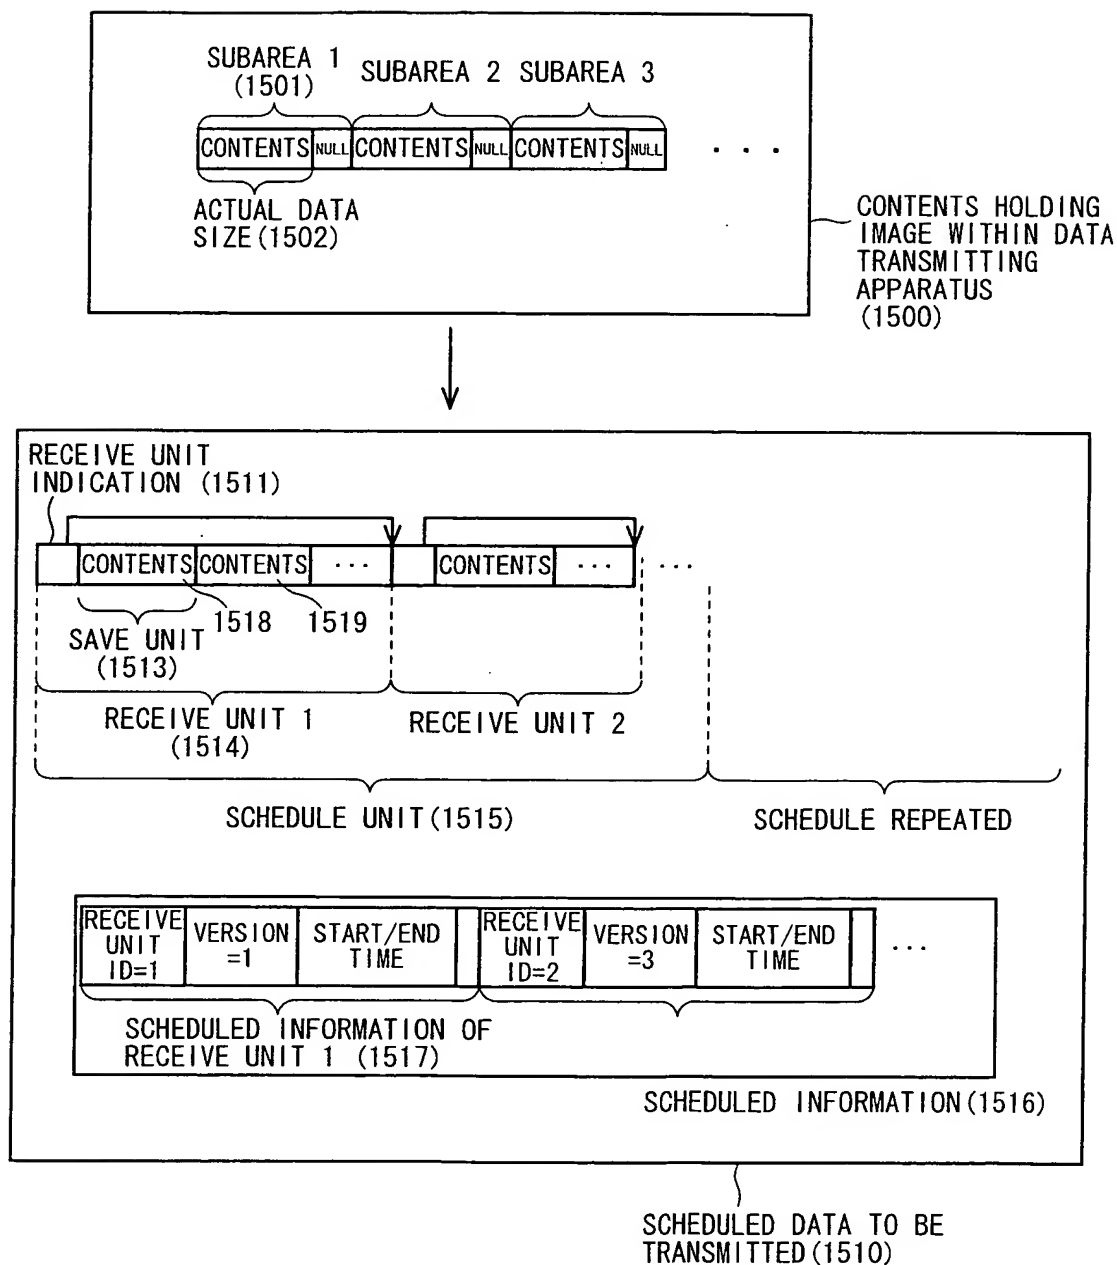 SUBAREA 1
(1501)
SUBAREA 2
SUBAREA 3
CONTENTS
NULL
CONTENTS
NULL
CONTENTS
NULL
· · ·
ACTUAL DATA
SIZE(1502)
CONTENTS HOLDING
IMAGE WITHIN DATA
TRANSMITTING
APPARATUS
(1500)
RECEIVE UNIT
INDICATION (1511)
CONTENTS
CONTENTS
···
CONTENTS
···
···
1518
1519
SAVE UNIT
(1513)
RECEIVE UNIT 1
(1514)
RECEIVE UNIT 2
SCHEDULE UNIT(1515)
SCHEDULE REPEATED
RECEIVE
UNIT
ID=1
VERSION
=1
START/END
TIME
RECEIVE
UNIT
ID=2
VERSION
=3
START/END
TIME
···
SCHEDULED INFORMATION OF
RECEIVE UNIT 1 (1517)
SCHEDULED INFORMATION(1516)
SCHEDULED DATA TO BE
TRANSMITTED(1510)